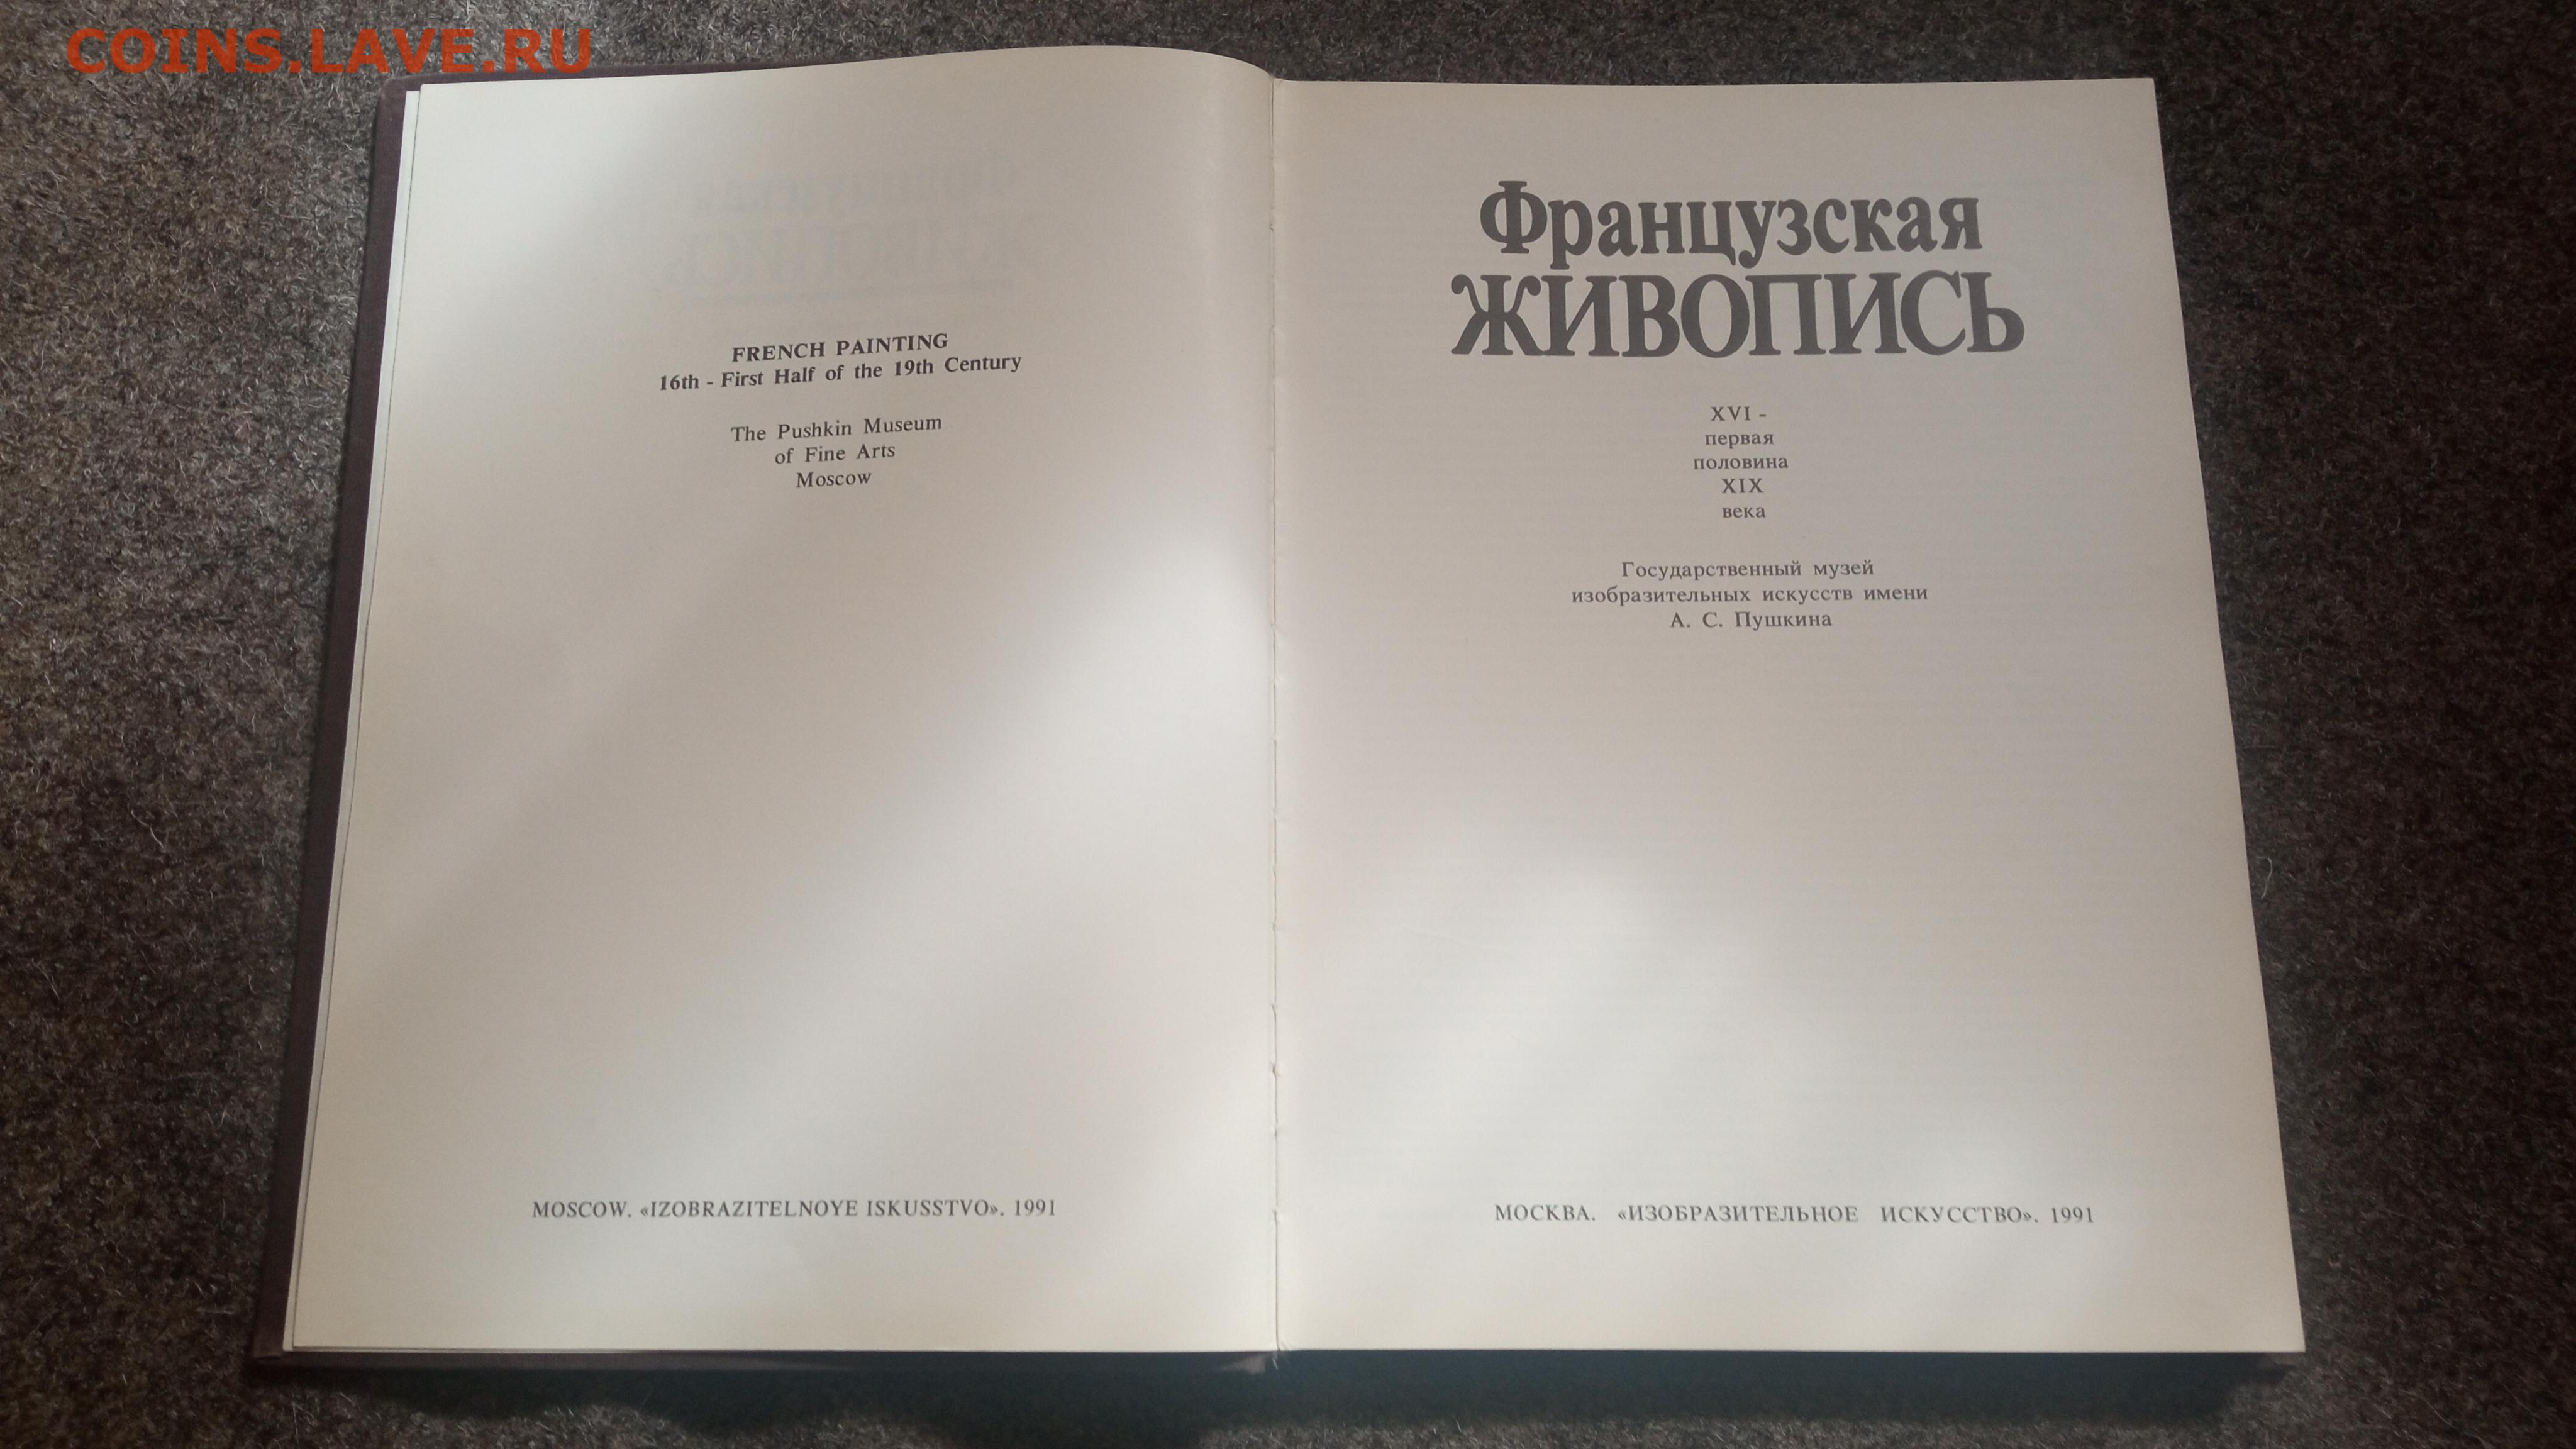 COINS.LAVE.RU
FRENCH PAINTING
16th - First Half of the 19th Century
The Pushkin Museum
of Fine Arts
Moscow
MOSCOW. «IZOBRAZITELNOYE ISKUSSTVO». 1991
Французская
ЖИВОПИСЬ
XVI -
первая
половина
XIX
века
Государственный музей
изобразительных искусств имени
А. С. Пушкина
МОСКВА. «ИЗОБРАЗИТЕЛЬНОЕ ИСКУССТВО». 1991